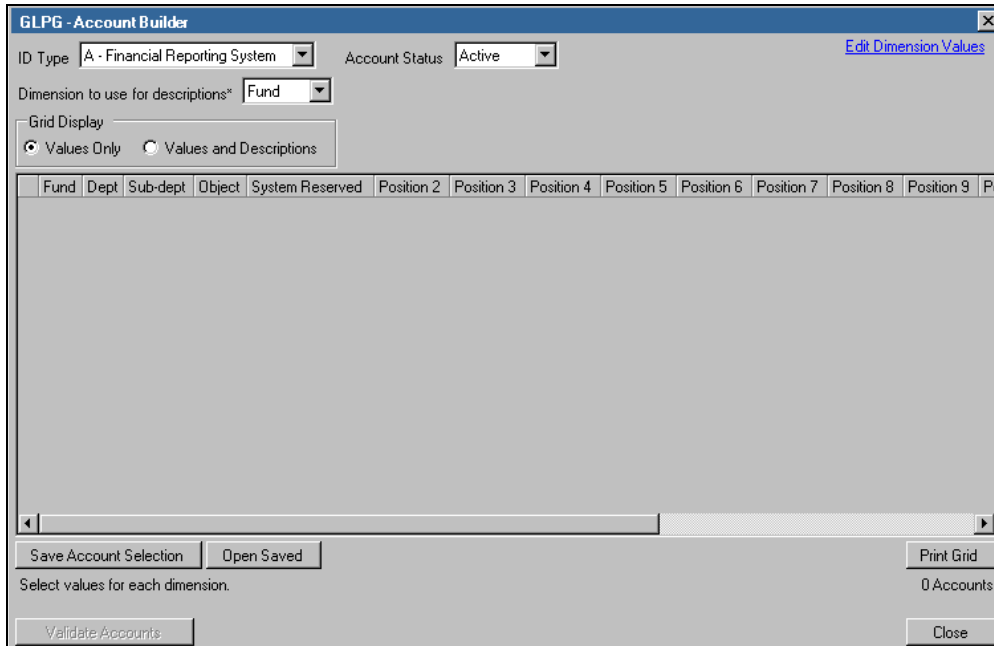 GLPG - Account Builder
ID Type A - Financial Reporting System Account Status Active Edit Dimension Values
Dimension to use for descriptions* Fund
Grid Display
Values Only Values and Descriptions
Fund Dept Sub-dept Object System Reserved Position 2 Position 3 Position 4 Position 5 Position 6 Position 7 Position 8 Position 9 P
Save Account Selection Open Saved Print Grid
Select values for each dimension. 0 Accounts
Validate Accounts Close